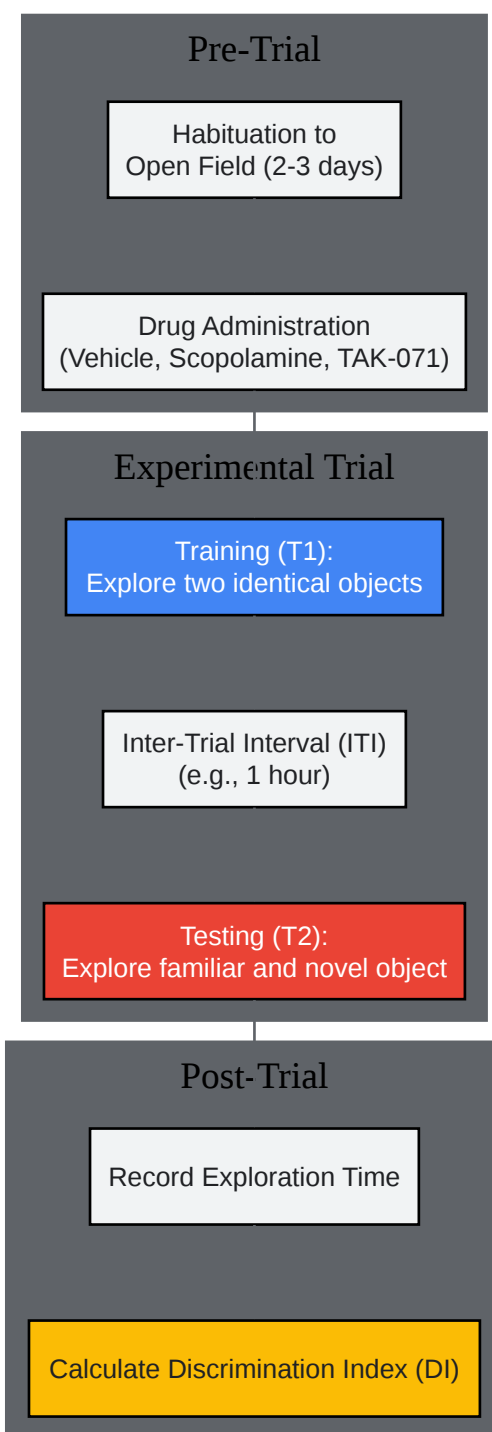 Pre-Trial
Habituation to
Open Field (2-3 days)
Drug Administration
(Vehicle, Scopolamine, TAK-071)
Experimental Trial
Training (T1):
Explore two identical objects
Inter-Trial Interval (ITI)
(e.g., 1 hour)
Testing (T2):
Explore familiar and novel object
Post-Trial
Record Exploration Time
Calculate Discrimination Index (DI)